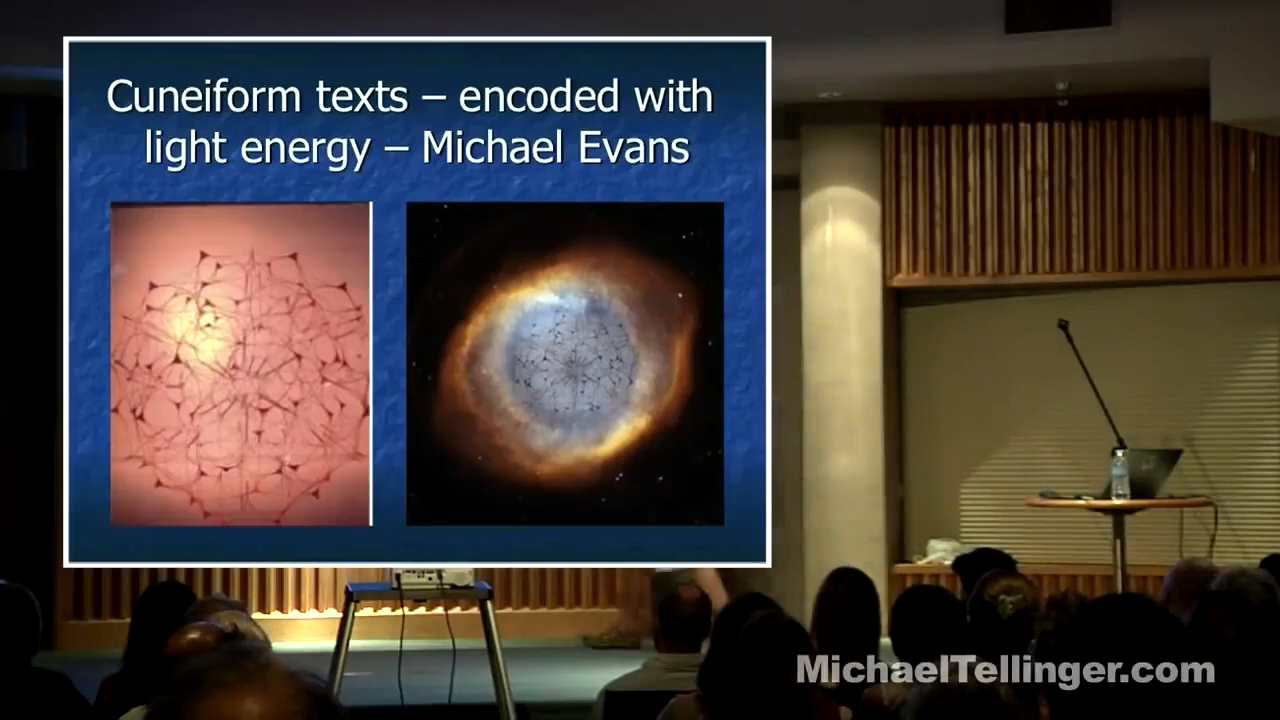 Cuneiform texts – encoded with
light energy – Michael Evans
MichaelTellinger.com